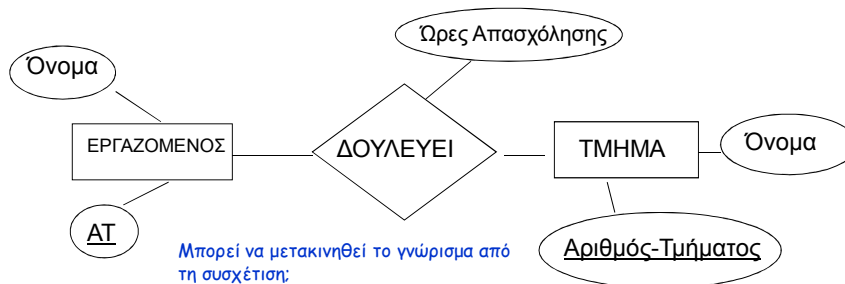 Ώρες Απασχόλησης
Όνομα
ΕΡΓΑΖΟΜΕΝΟΣ
ΔΟΥΛΕΥΕΙ
ΤΜΗΜΑ
Όνομα
ΑΤ
Αριθμός-Τμήματος
Μπορεί να μετακινηθεί το γνώρισμα από
τη συσχέτιση;